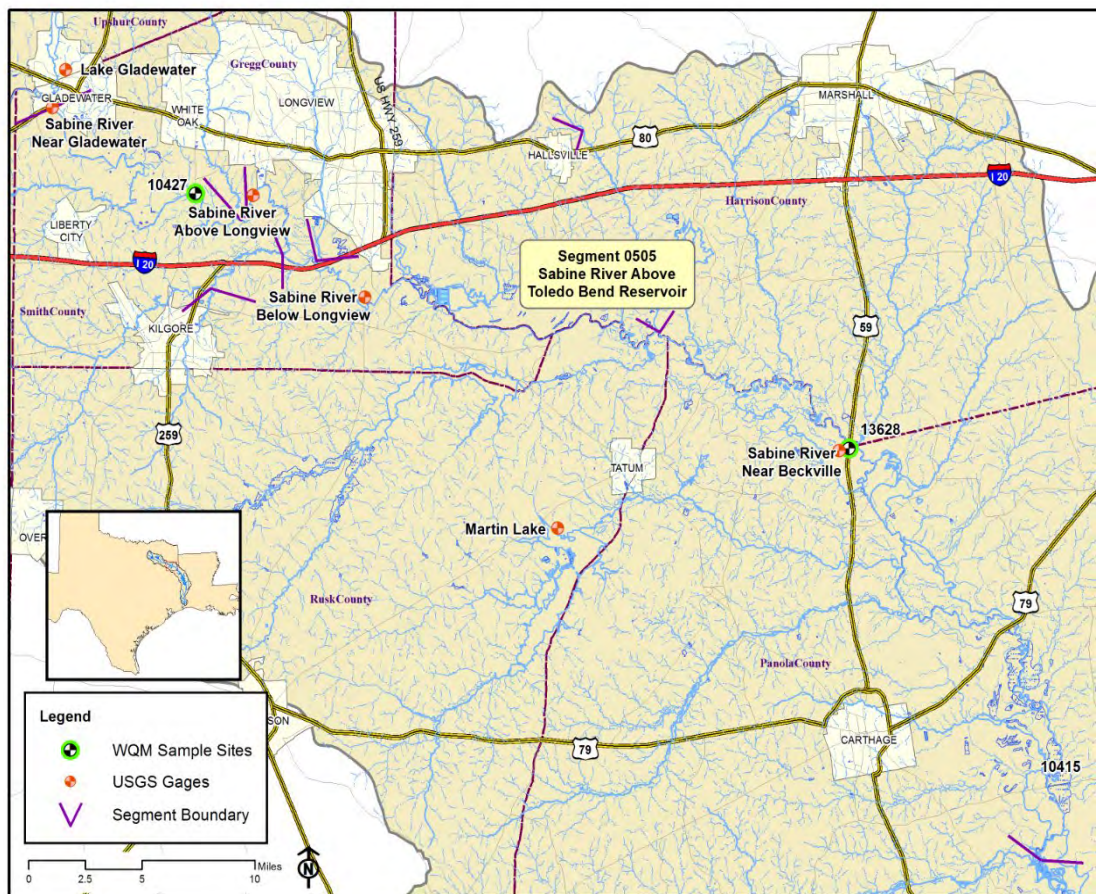 UpshurCounty
Lake Gladewater
GreggCounty
US HWY 259
GLADEWATER
WHITE
OAK
LONGVIEW
MARSHALL
Sabine River
Near Gladewater
80
HALLSVILLE
I 20
10427
HarrisonCounty
Sabine River
Above Longview
LIBERTY
CITY
Segment 0505
Sabine River Above
Toledo Bend Reservoir
I 20
Sabine River
Below Longview
SmithCounty
KILGORE
59
259
13628
Sabine River
Near Beckville
TATUM
Martin Lake
OVER
79
RuskCounty
PanolaCounty
SON
79
CARTHAGE
10415
Legend
WQM Sample Sites
USGS Gages
Segment Boundary
0 2.5 5 10 Miles
N